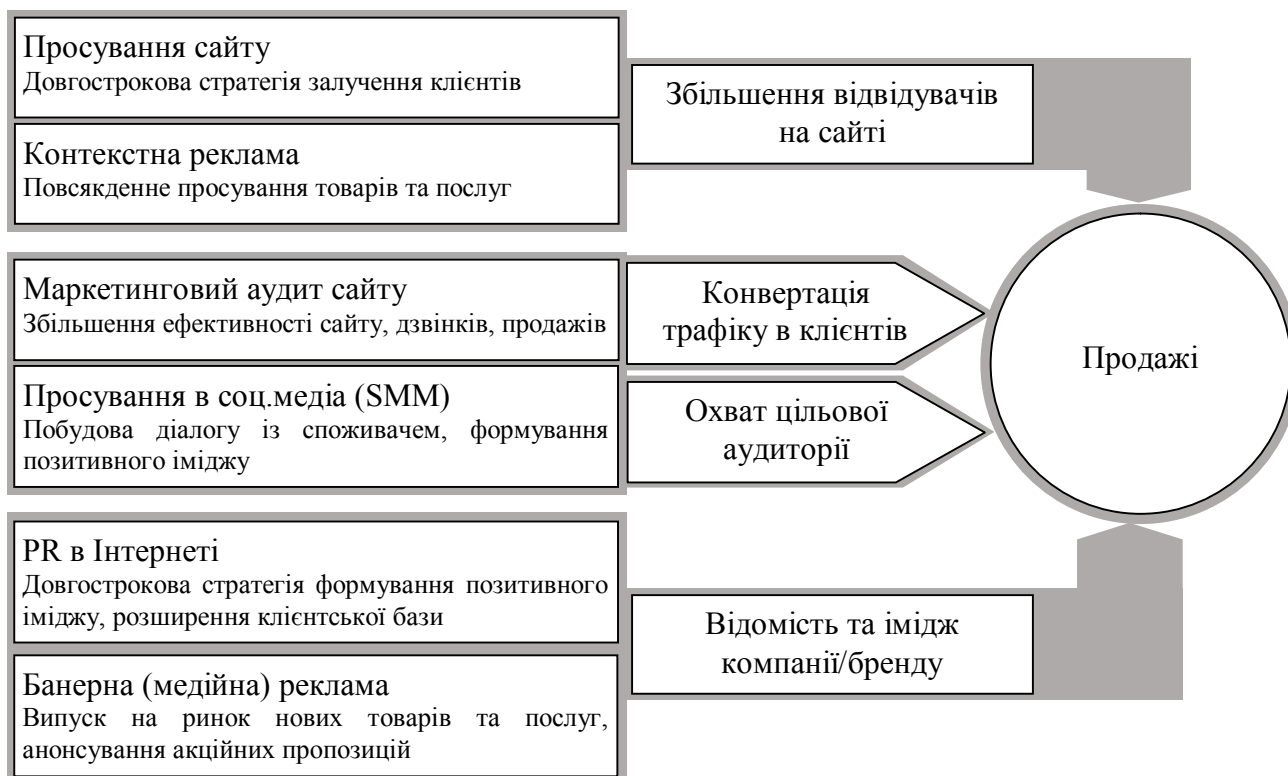 Просування сайту
Довгострокова стратегія залучення клієнтів
Контекстна реклама
Повсякденне просування товарів та послуг
Збільшення відвідувачів
на сайті
Маркетинговий аудит сайту
Збільшення ефективності сайту, дзвінків, продажів
Конвертація
трафіку в клієнтів
Просування в соц.медіа (SMM)
Побудова діалогу із споживачем, формування
позитивного іміджу
Охват цільової
аудиторії
Продажі
PR в Інтернеті
Довгострокова стратегія формування позитивного
іміджу, розширення клієнтської бази
Банерна (медійна) реклама
Випуск на ринок нових товарів та послуг,
анонсування акційних пропозицій
Відомість та імідж
компанії/бренду